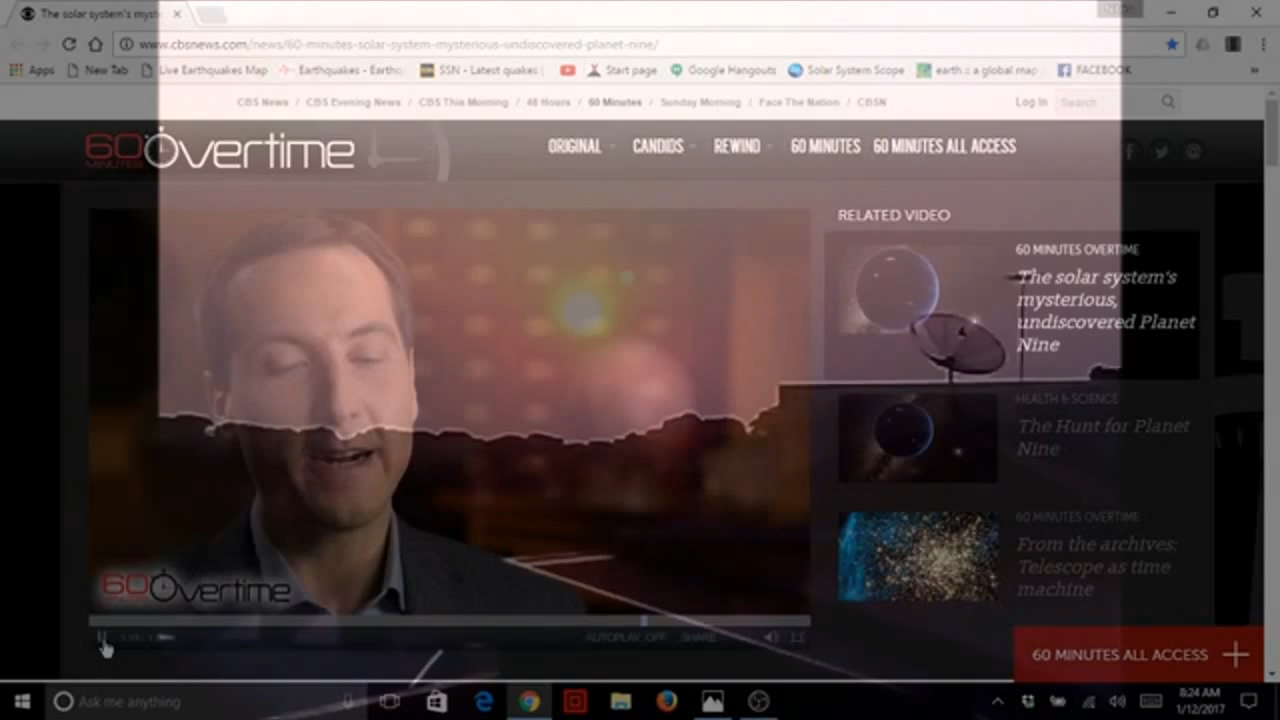 The solar system's myst
www.cbsnews.com/news/60-minutes-solar-system-mysterious-undiscovered-planet-nine/
Apps New Tab Live Earthquakes Map Earthquakes - Earthq SSN - Latest quakes Start page Google Hangouts Solar System Scope earth :: a global map FACEBOOK
CBS News / CBS Evening News / CBS This Morning / 48 Hours / 60 Minutes / Sunday Morning / Face The Nation / CBSN Log In Search
60 MINUTES Overtime ORIGINAL CANDIDS REWIND 60 MINUTES 60 MINUTES ALL ACCESS
RELATED VIDEO
60 MINUTES OVERTIME
The solar system's
mysterious,
undiscovered Planet
Nine
HEALTH & SCIENCE
The Hunt for Planet
Nine
60 MINUTES OVERTIME
From the archives:
Telescope as time
machine
60 Overtime
AUTOPLAY: OFF SHARE
60 MINUTES ALL ACCESS
Ask me anything
8:24 AM
1/12/2017